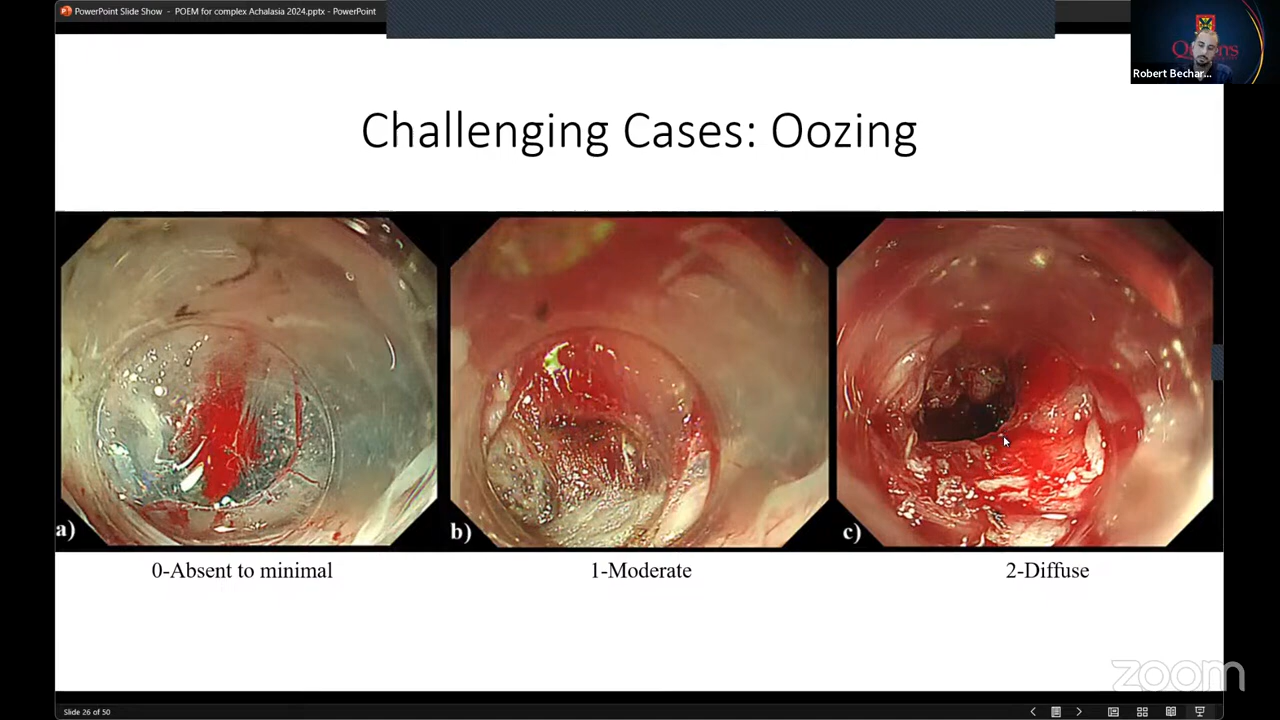 PowerPoint Slide Show - POEM for complex Achalasia 2024.pptx - PowerPoint
Queen's
Robert Bechar...
Challenging Cases: Oozing
a) b) c)
0-Absent to minimal 1-Moderate 2-Diffuse
zoom
Slide 26 of 50